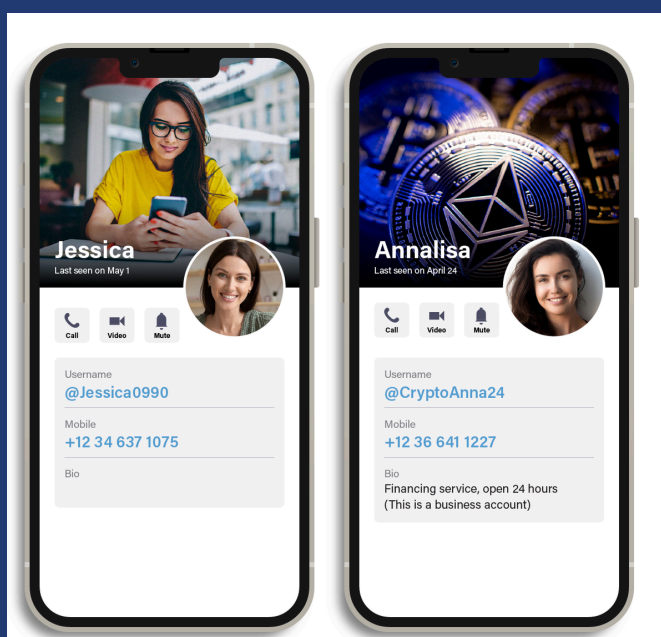 Jessica
Last seen on May 1
Call
Video
Mute
Username
@Jessica0990
Mobile
+12 34 637 1075
Bio
Annalisa
Last seen on April 24
Call
Video
Mute
Username
@CryptoAnna24
Mobile
+12 36 641 1227
Bio
Financing service, open 24 hours
(This is a business account)